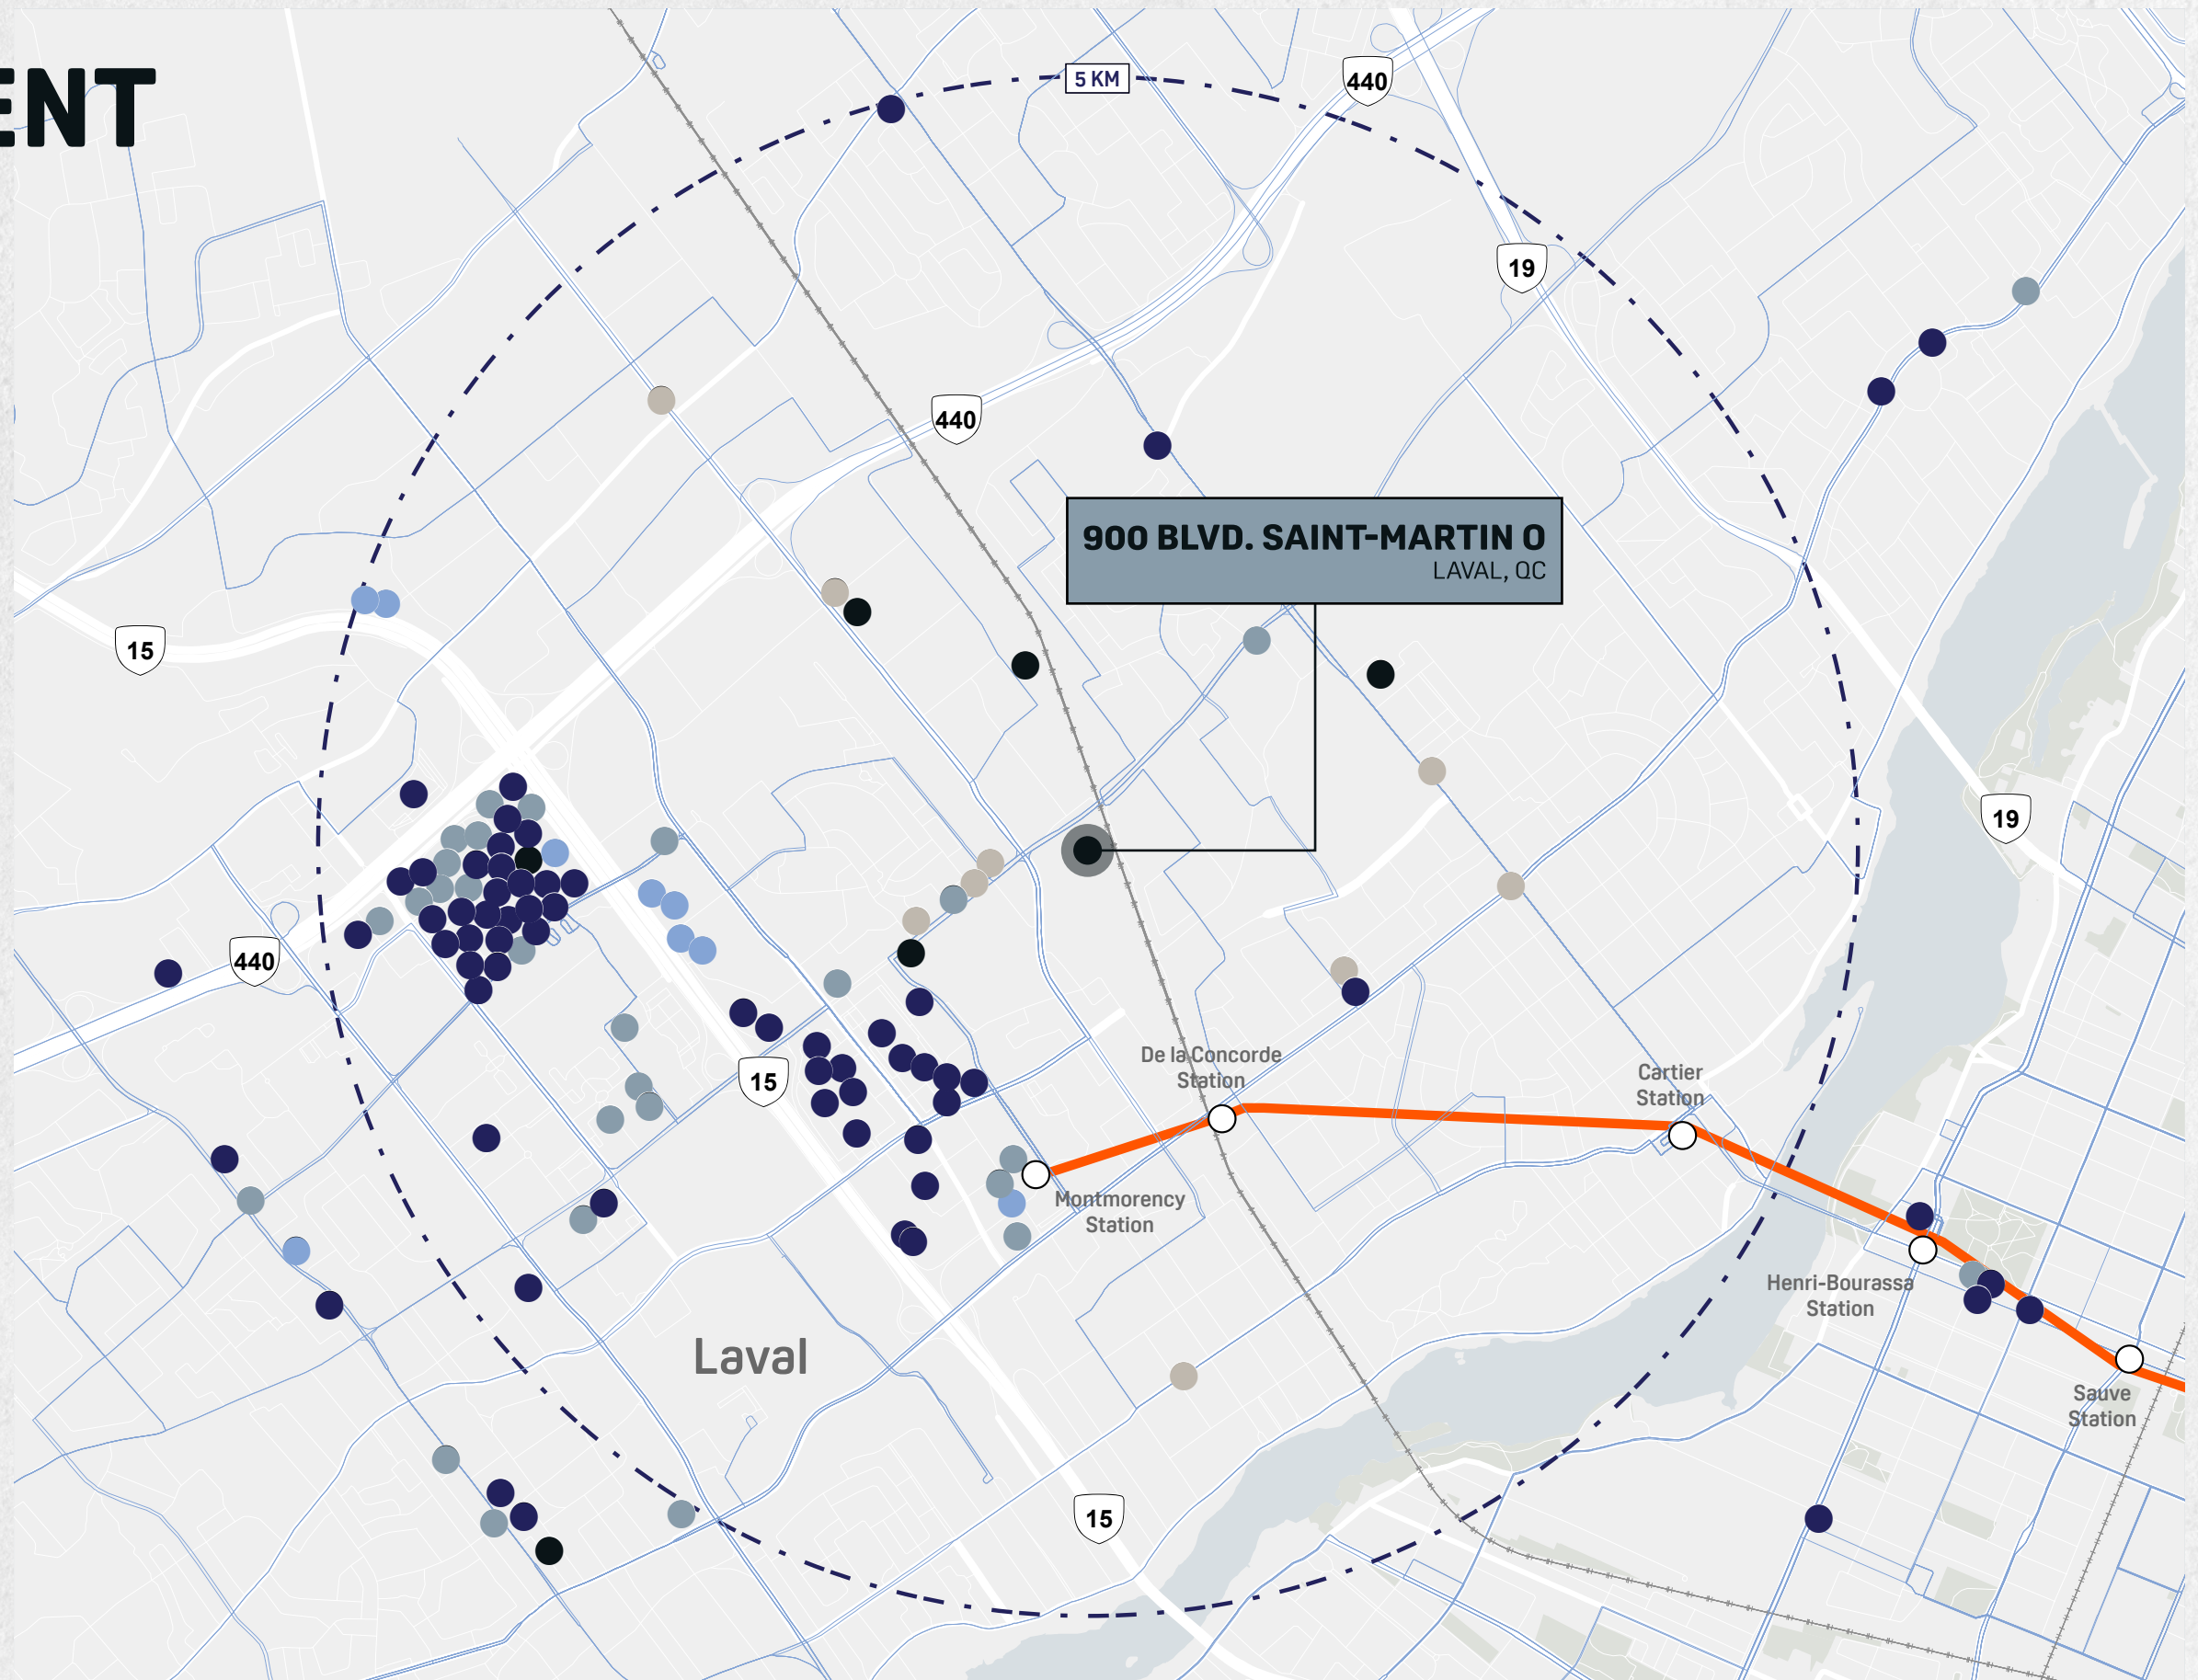 ENT
5 KM
440
19
440
900 BLVD. SAINT-MARTIN O
LAVAL, QC
15
19
440
De la Concorde
Station
Cartier
Station
15
Montmorency
Station
Henri-Bourassa
Station
Laval
Sauve
Station
15